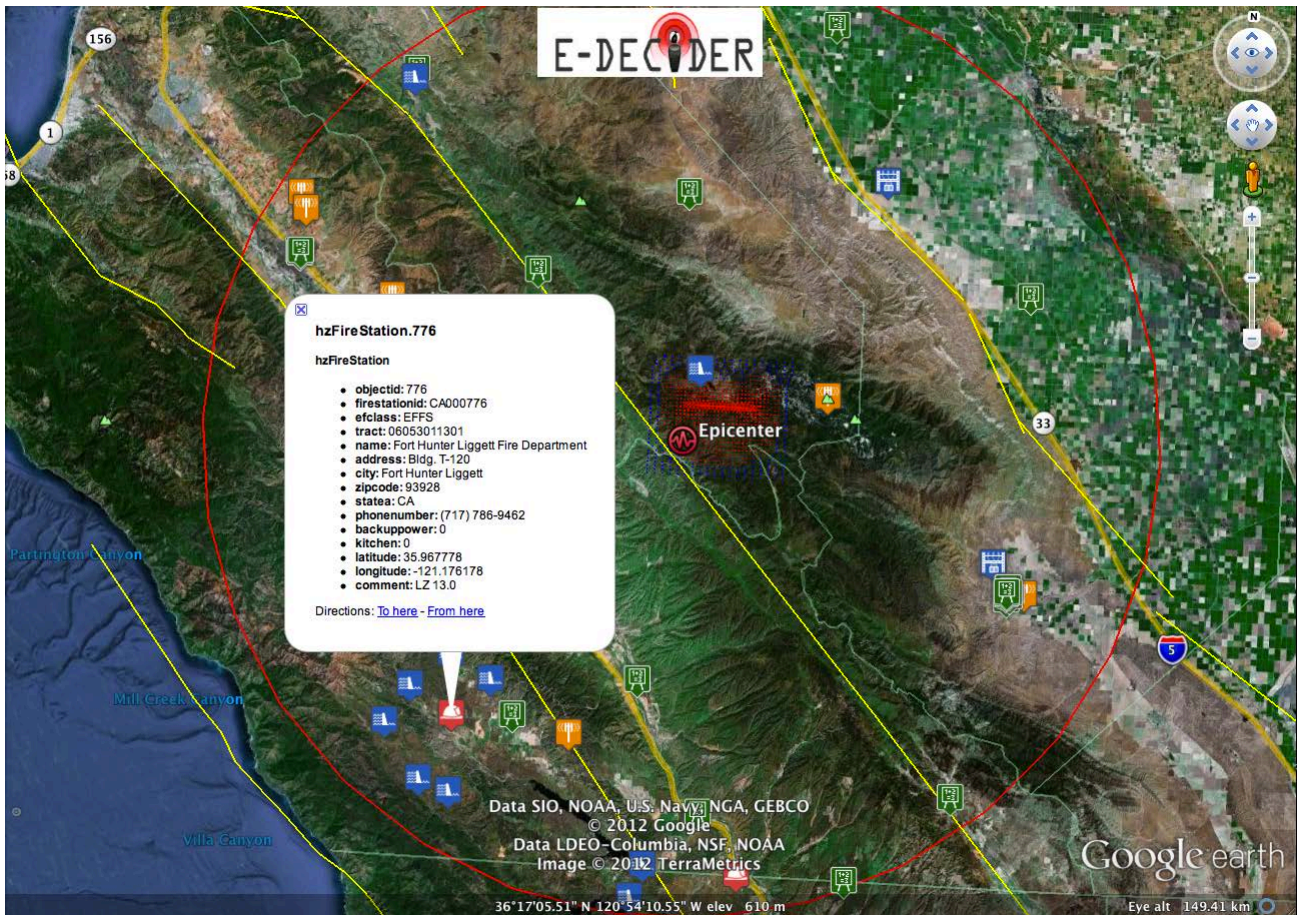 156
E-DECIDER
N
1
68
33
5
hzFireStation.776
hzFireStation
objectid: 776
firestationid: CA000776
efclass: EFFS
tract: 06053011301
name: Fort Hunter Liggett Fire Department
address: Bldg. T-120
city: Fort Hunter Liggett
zipcode: 93928
statea: CA
phonenumber: (717) 786-9462
backuppower: 0
kitchen: 0
latitude: 35.967778
longitude: -121.176178
comment: LZ 13.0
Directions: To here - From here
Epicenter
Partington Canyon
Mill Creek Canyon
Villa Canyon
Data SIO, NOAA, U.S. Navy, NGA, GEBCO
© 2012 Google
Data LDEO-Columbia, NSF, NOAA
Image © 2012 TerraMetrics
Google earth
36°17'05.51" N 120°54'10.55" W elev 610 m
Eye alt 149.41 km